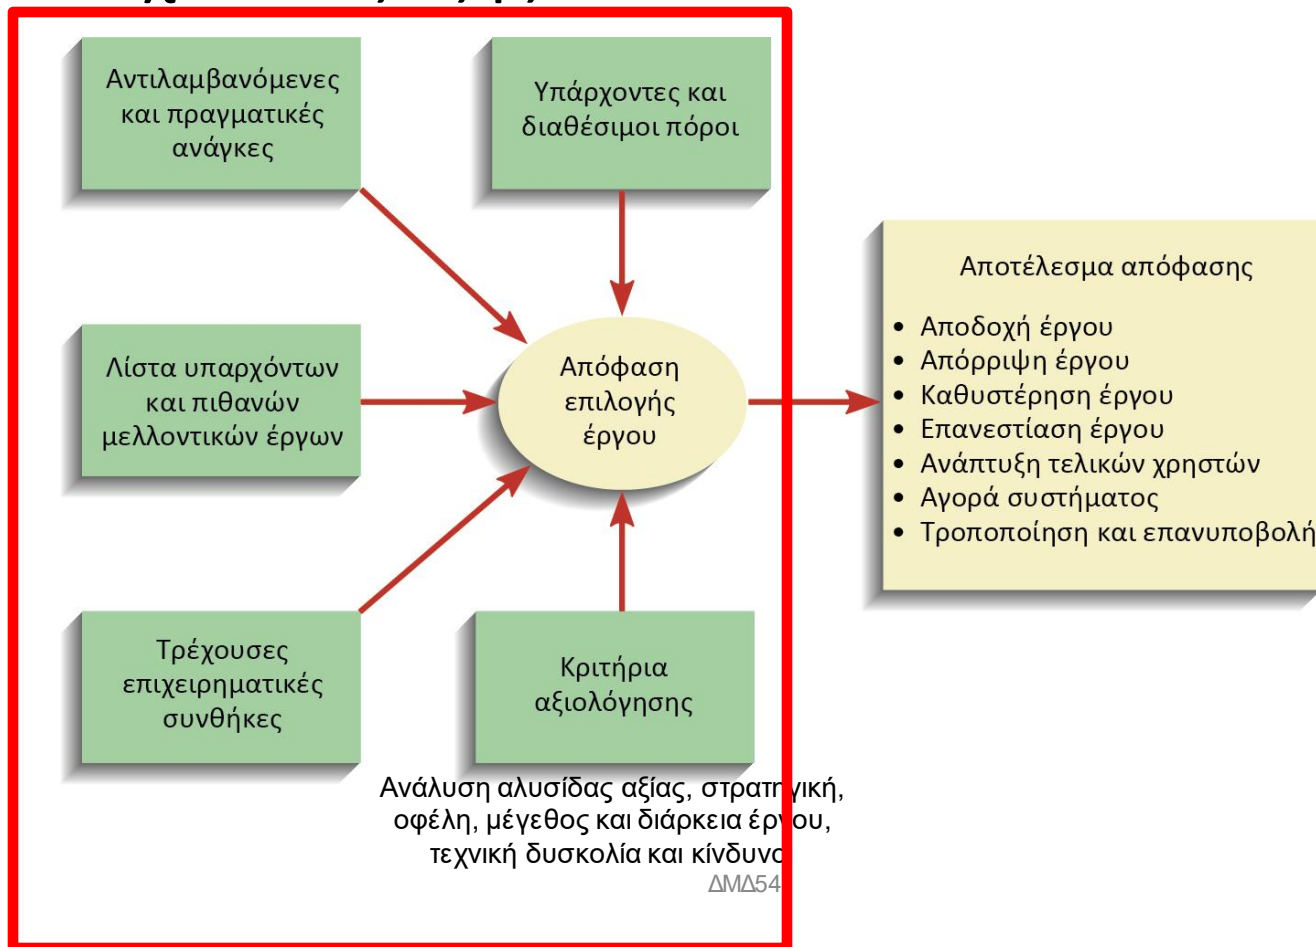 Αντιλαμβανόμενες
και πραγματικές
ανάγκες
Υπάρχοντες και
διαθέσιμοι πόροι
Λίστα υπαρχόντων
και πιθανών
μελλοντικών έργων
Απόφαση
επιλογής
έργου
Αποτέλεσμα απόφασης
• Αποδοχή έργου
• Απόρριψη έργου
• Καθυστέρηση έργου
• Επανεστίαση έργου
• Ανάπτυξη τελικών χρηστών
• Αγορά συστήματος
• Τροποποίηση και επανυποβολή
Τρέχουσες
επιχειρηματικές
συνθήκες
Κριτήρια
αξιολόγησης
Ανάλυση αλυσίδας αξίας, στρατηγική,
οφέλη, μέγεθος και διάρκεια έργου,
τεχνική δυσκολία και κίνδυνο
ΔΜΔ54